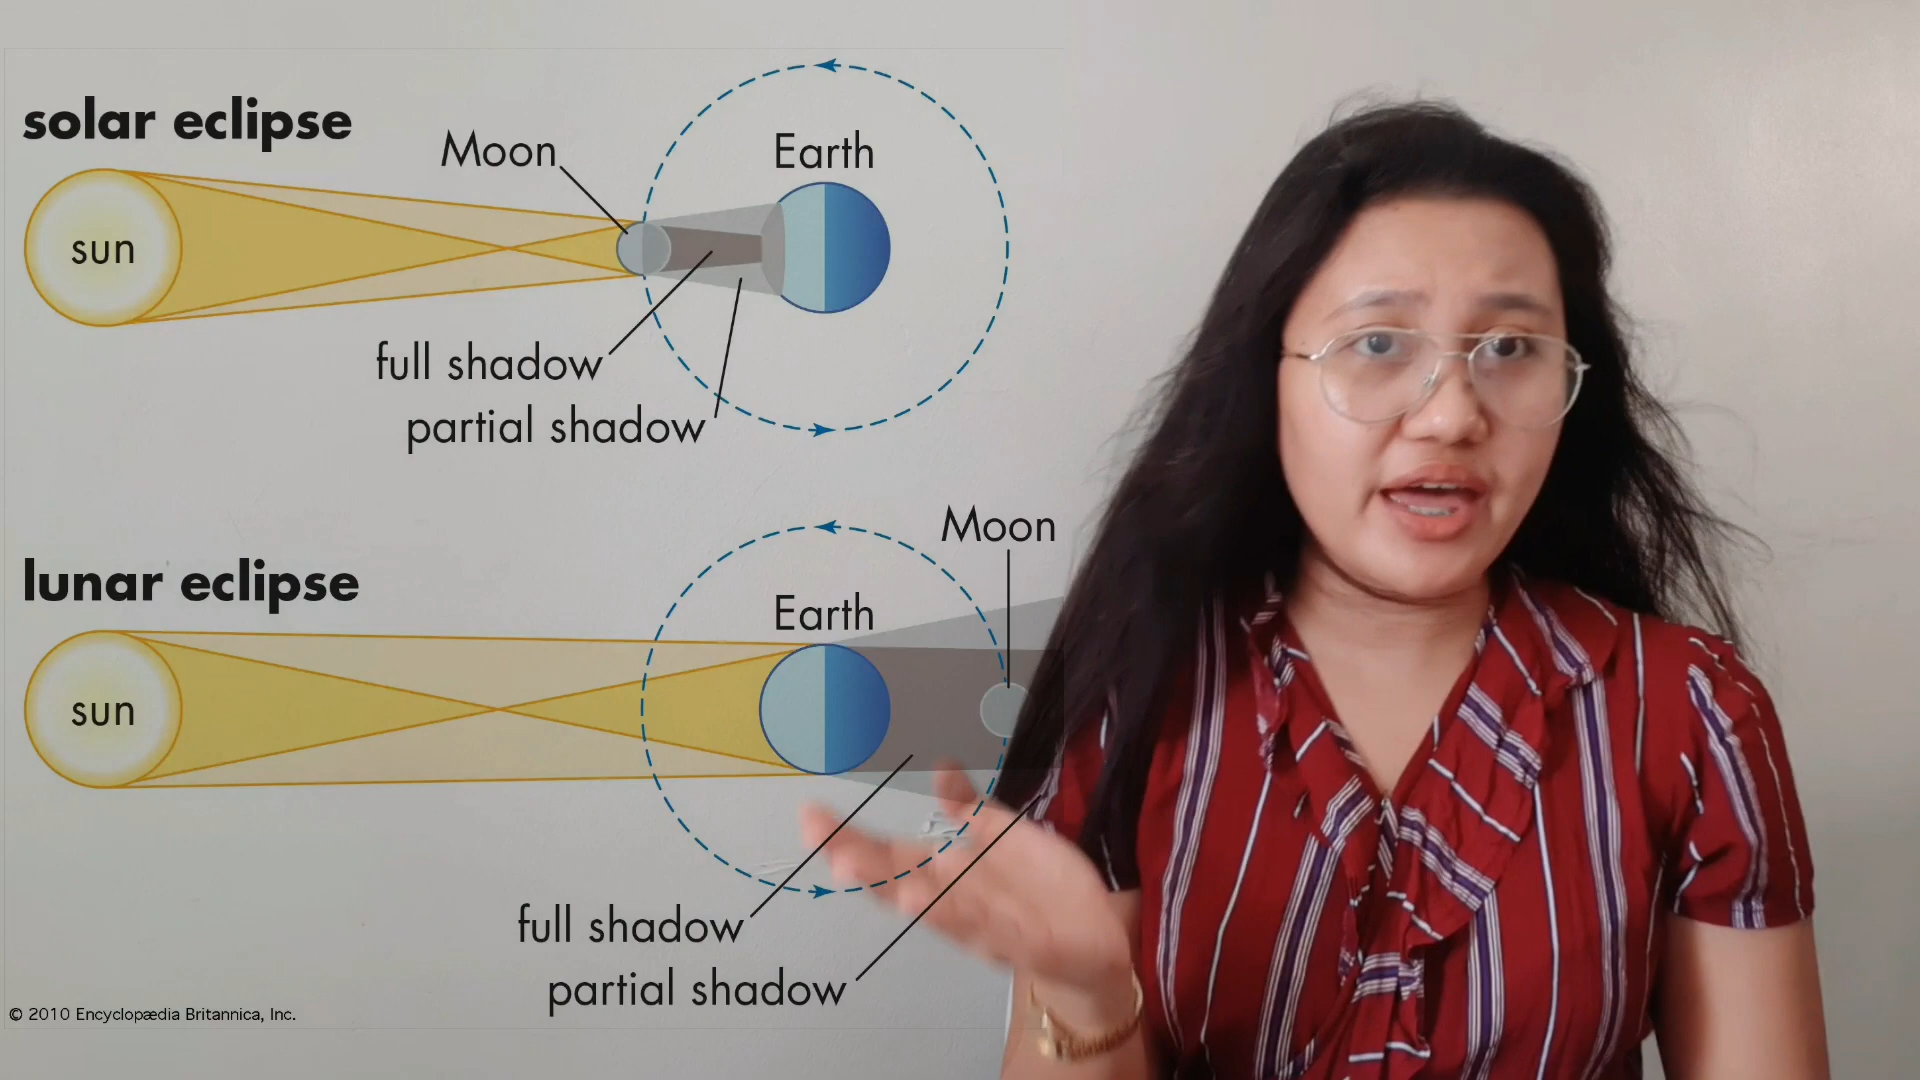 solar eclipse
Moon
Earth
sun
full shadow
partial shadow
Moon
lunar eclipse
Earth
sun
full shadow
partial shadow
© 2010 Encyclopædia Britannica, Inc.